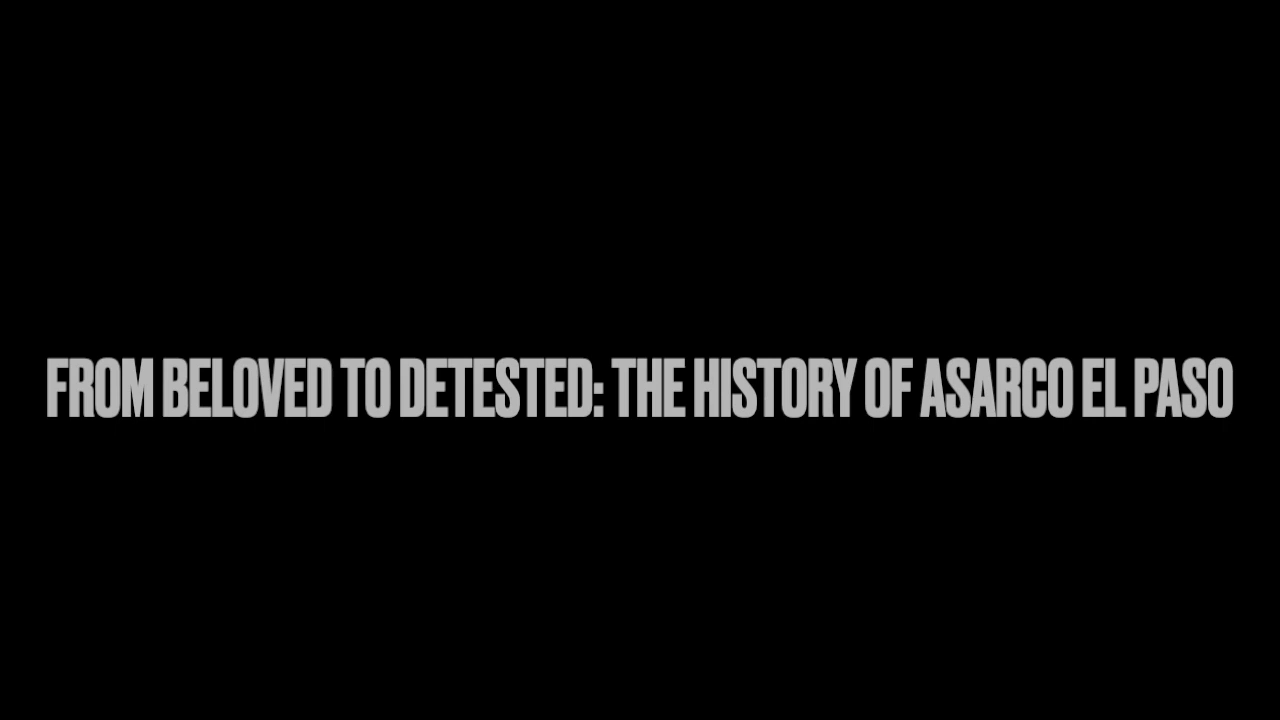 FROM BELOVED TO DETESTED: THE HISTORY OF ASARCO EL PASO